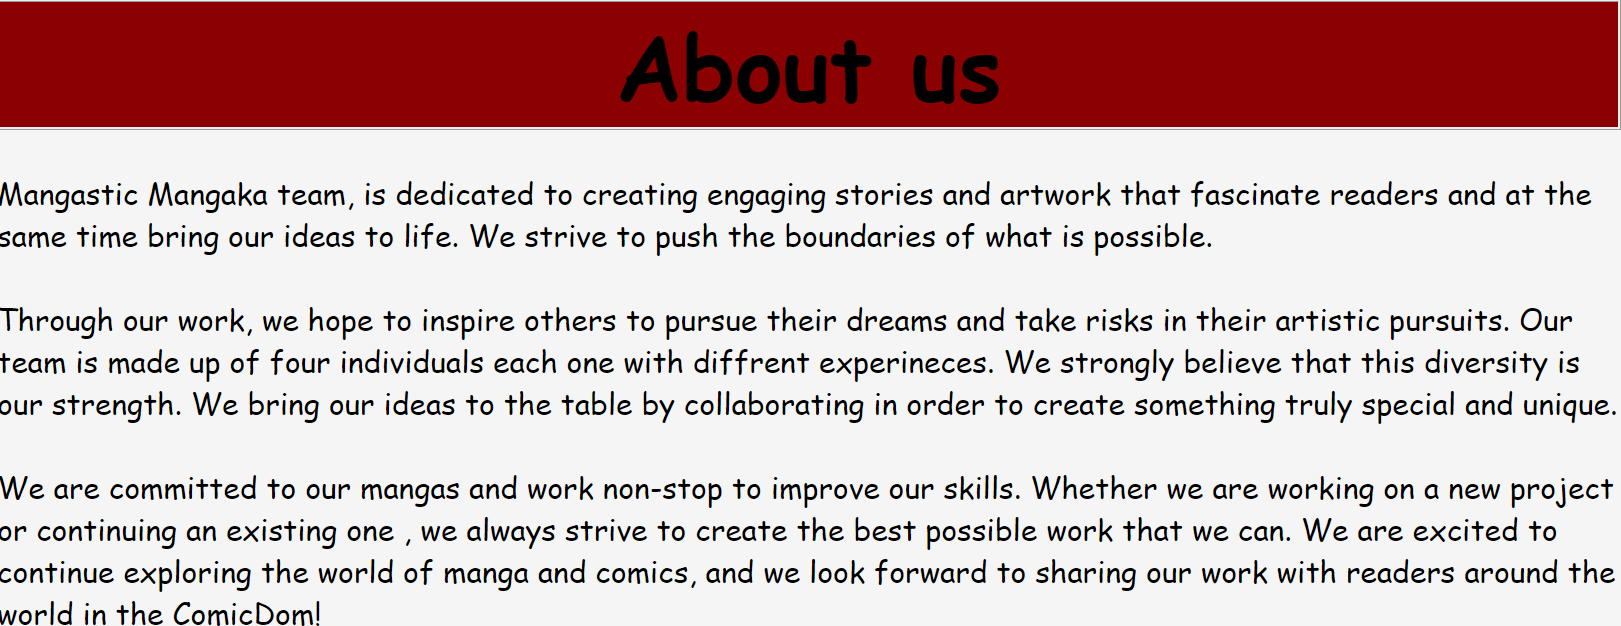 About us
Mangastic Mangaka team, is dedicated to creating engaging stories and artwork that fascinate readers and at the
same time bring our ideas to life. We strive to push the boundaries of what is possible.
Through our work, we hope to inspire others to pursue their dreams and take risks in their artistic pursuits. Our
team is made up of four individuals each one with diffrent experineces. We strongly believe that this diversity is
our strength. We bring our ideas to the table by collaborating in order to create something truly special and unique.
We are committed to our mangas and work non-stop to improve our skills. Whether we are working on a new project
or continuing an existing one , we always strive to create the best possible work that we can. We are excited to
continue exploring the world of manga and comics, and we look forward to sharing our work with readers around the
world in the ComicDom!